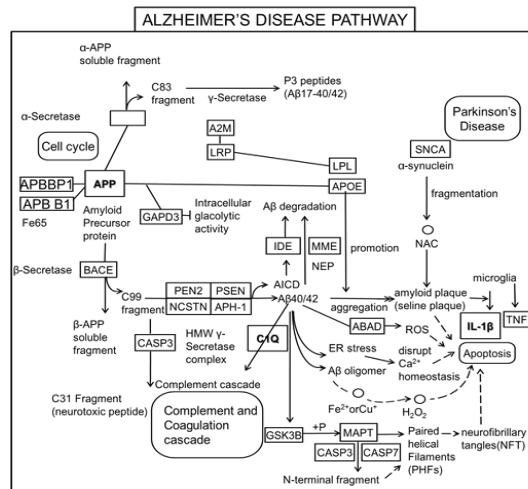 ALZHEIMER'S DISEASE PATHWAY
α-APP
soluble fragment
C83
fragment
γ-Secretase
P3 peptides
(Aβ17-40/42)
α-Secretase
Cell cycle
A2M
LRP
LPL
APOE
Parkinson's
Disease
SNCA
α-synuclein
fragmentation
NAC
APBBP1
APB B1
Fe65
APP
Amyloid
Precursor
protein
GAPD3
Intracellular
glacolytic
activity
Aβ degradation
IDE
MME
NEP
promotion
β-Secretase
BACE
C99
fragment
PEN2
PSEN
NCSTN
APH-1
AICD
Aβ40/42
aggregation
amyloid plaque
(seline plaque)
microglia
IL-1β
TNF
β-APP
soluble fragment
CASP3
HMW γ-
Secretase
complex
C1Q
ABAD
ROS
Apoptosis
ER stress
Aβ oligomer
disrupt
Ca2+
homeostasis
C31 Fragment
(neurotoxic peptide)
Complement cascade
Complement and
Coagulation
cascade
Fe2+orCu+
H2O2
GSK3B
+P
MAPT
CASP3
CASP7
N-terminal fragment
Paired
helical
Filaments
(PHFs)
neurofibrillary
tangles(NFT)